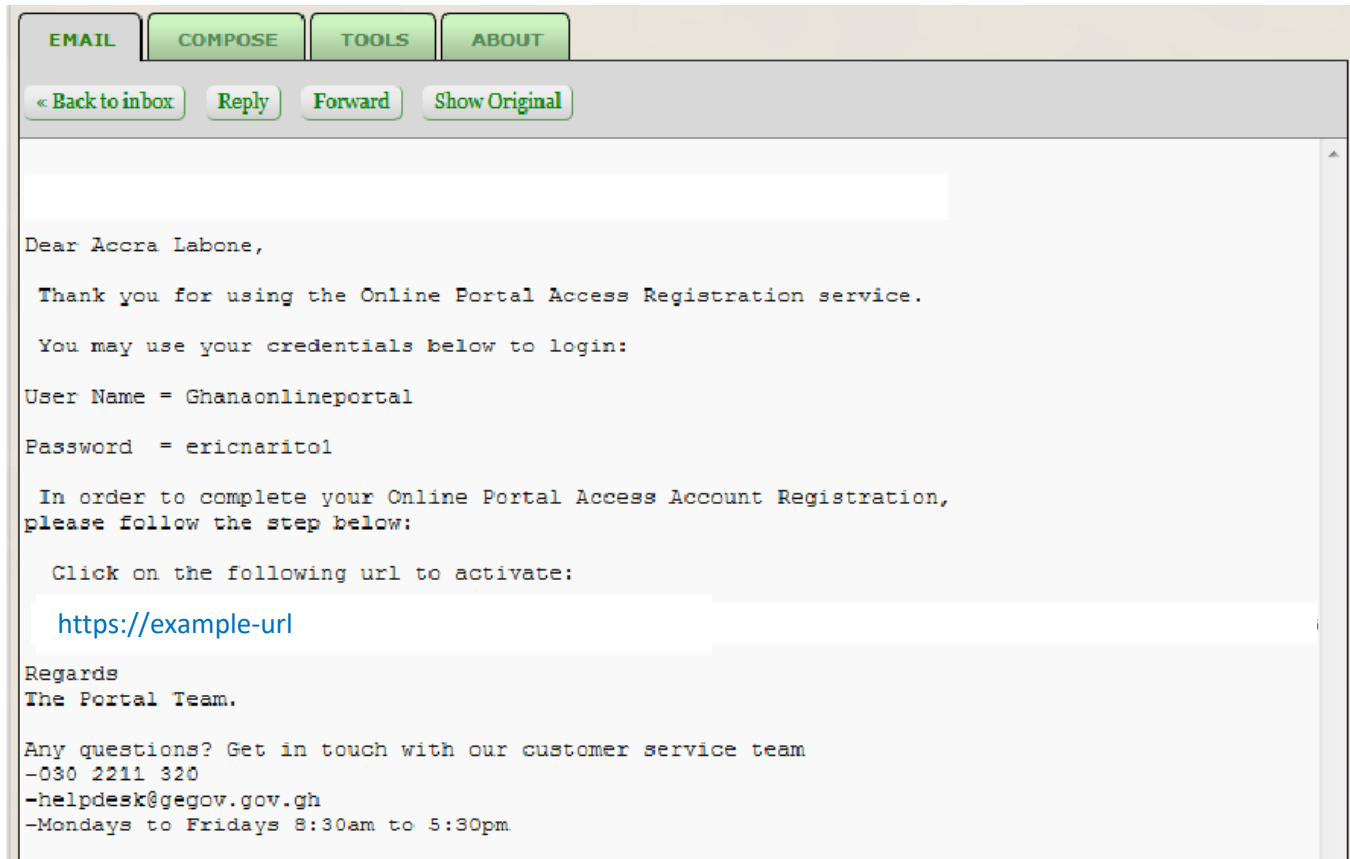 EMAIL COMPOSE TOOLS ABOUT
« Back to inbox Reply Forward Show Original
Dear Accra Labone,
Thank you for using the Online Portal Access Registration service.
You may use your credentials below to login:
User Name = Ghanaonlineportal
Password = ericnarito1
In order to complete your Online Portal Access Account Registration,
please follow the step below:
Click on the following url to activate:
https://example-url
Regards
The Portal Team.
Any questions? Get in touch with our customer service team
-030 2211 320
-helpdesk@gegov.gov.gh
-Mondays to Fridays 8:30am to 5:30pm